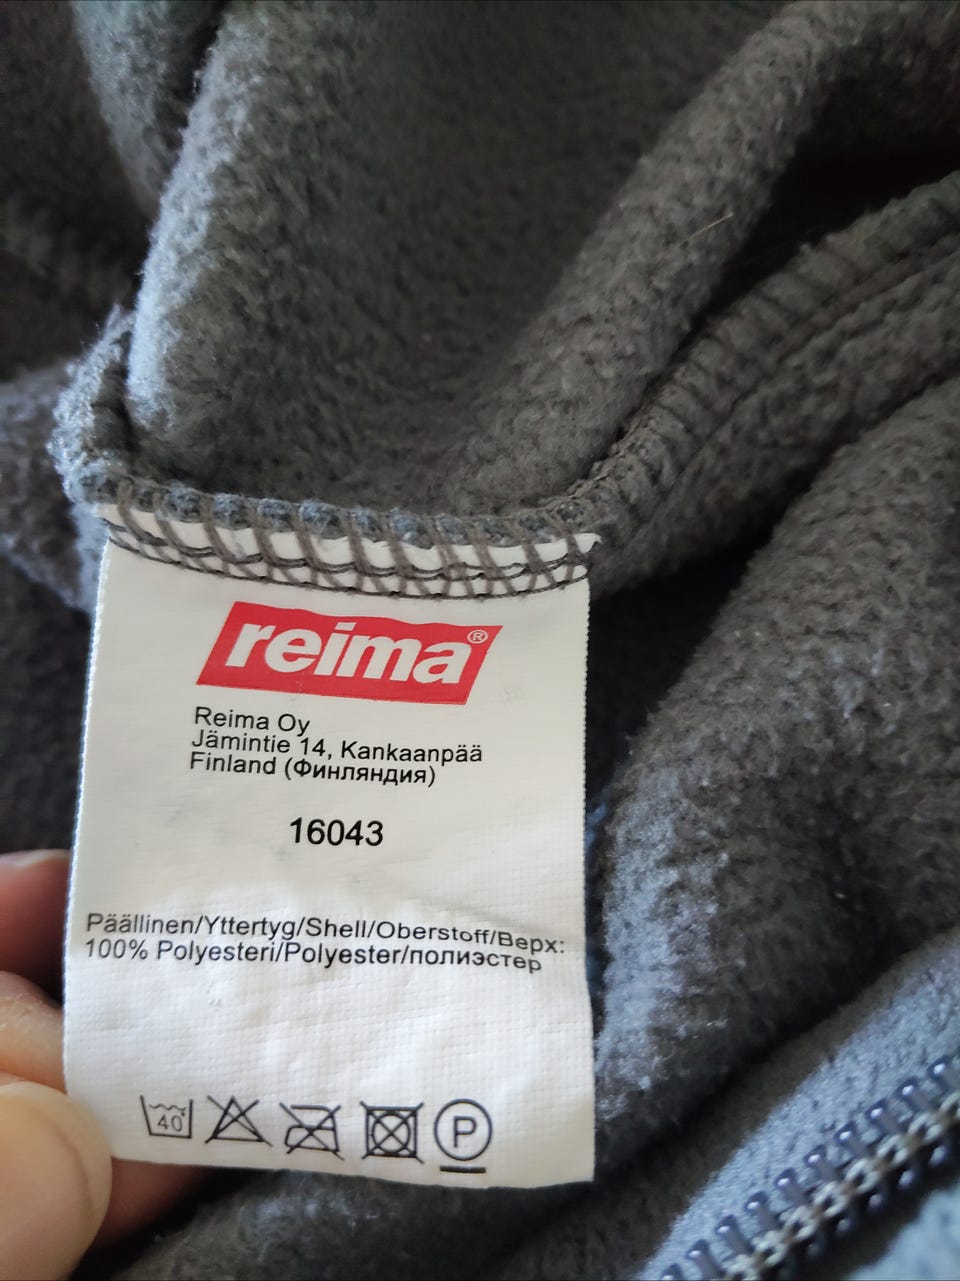 reima®
Reima Oy
Jämintie 14, Kankaanpää
Finland (Финляндия)
16043
Päällinen/Yttertyg/Shell/Oberstoff/Верх:
100% Polyesteri/Polyester/полиэстер
40 P